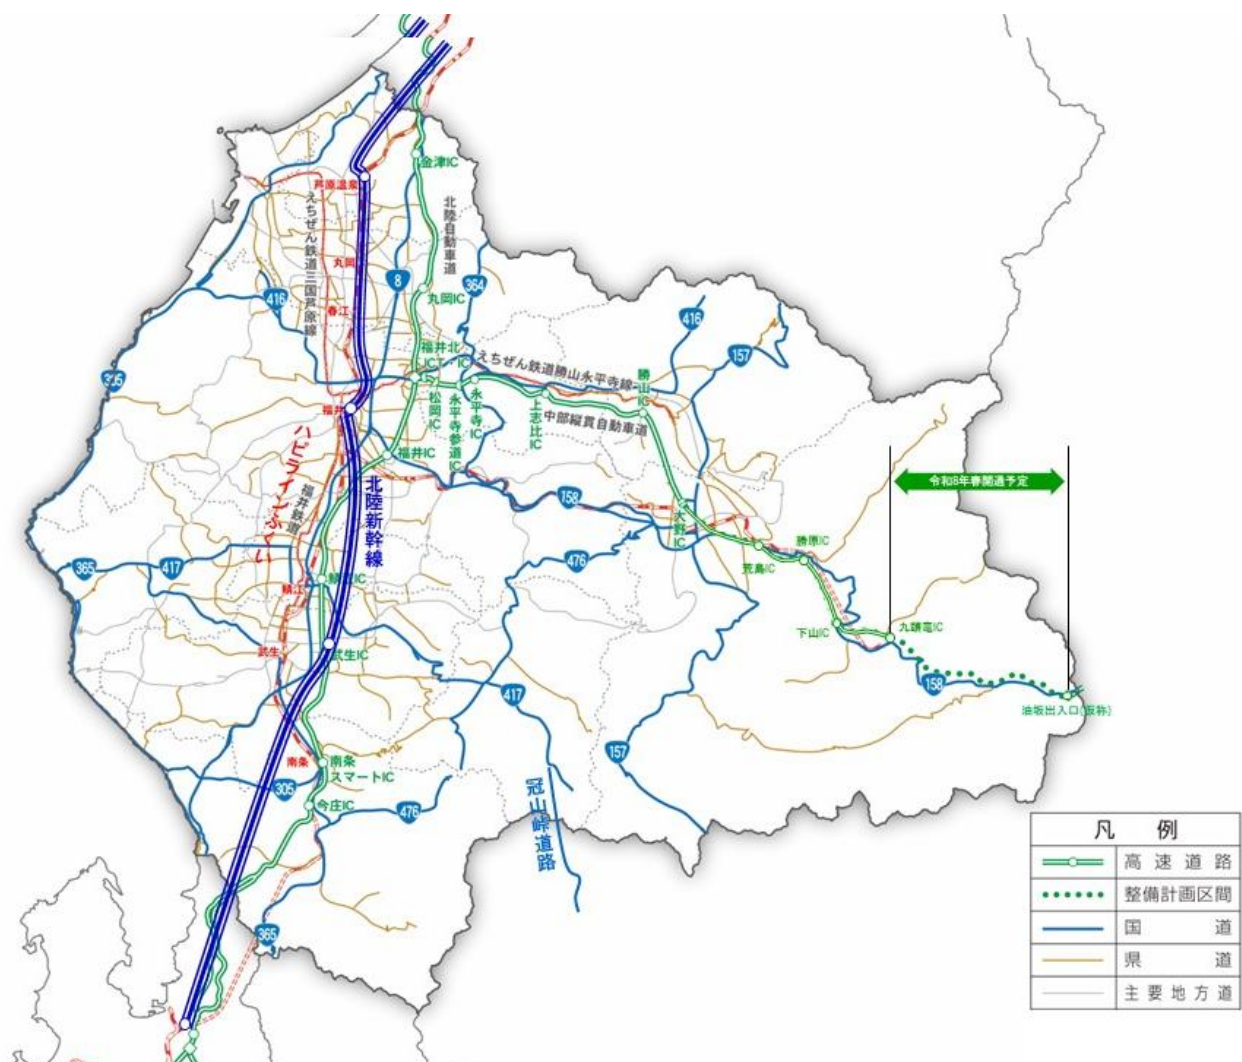 金津IC
芦原温泉
えちぜん鉄道三国芦原線
北陸自動車道
丸岡
8
364
416
丸岡IC
春江
416
157
福井北
JCT・IC
えちぜん鉄道勝山永平寺線
305
勝山IC
松岡IC
永平寺参道IC
永平寺IC
上志比IC
中部縦貫自動車道
福井
福井IC
ハピラインふくい
福井鉄道
北陸新幹線
158
令和8年春開通予定
大野IC
勝原IC
荒島IC
476
365
417
鯖江IC
鯖江
下山IC
九頭竜IC
武生
武生IC
158
417
油坂出入口(仮称)
157
南条
南条
スマートIC
305
今庄IC
476
冠山峠道路
365
凡例
高速道路
整備計画区間
国道
県道
主要地方道